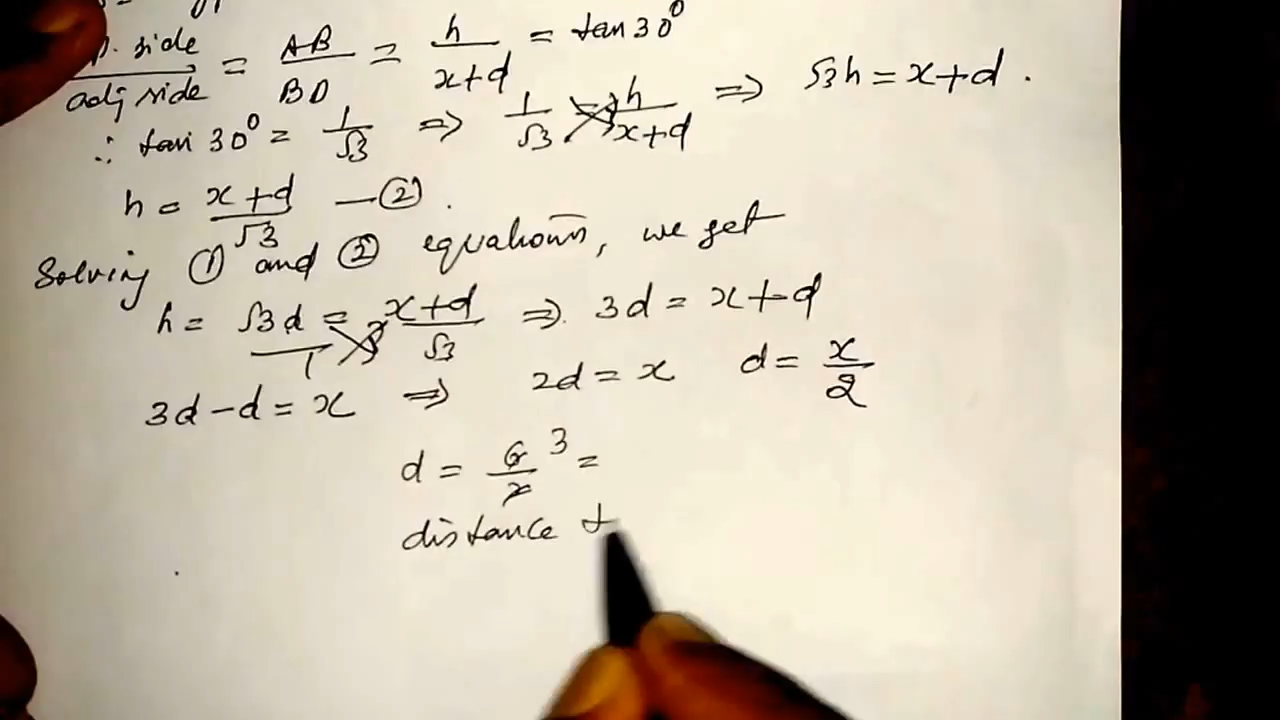 side / adj side = AB / BD = h / x+d = tan 30° 
∴ tan 30° = 1/√3 ⇒ 1/√3 = h / x+d ⇒ √3h = x+d .
h = x+d / √3 — ② .
Solving ① and ② equations, we get
h = √3d / 1 = x+d / √3 ⇒ 3d = x+d
3d-d = x ⇒ 2d = x d = x/2
d = 6/2 3 =
distance t